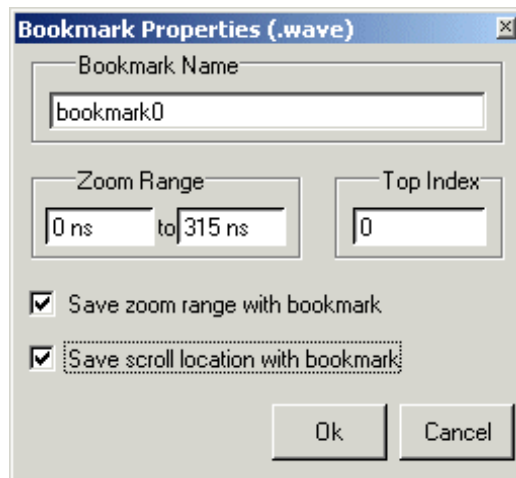 Bookmark Properties (.wave)
Bookmark Name
bookmark0
Zoom Range
Top Index
0 ns to 315 ns
0
Save zoom range with bookmark
Save scroll location with bookmark
Ok
Cancel